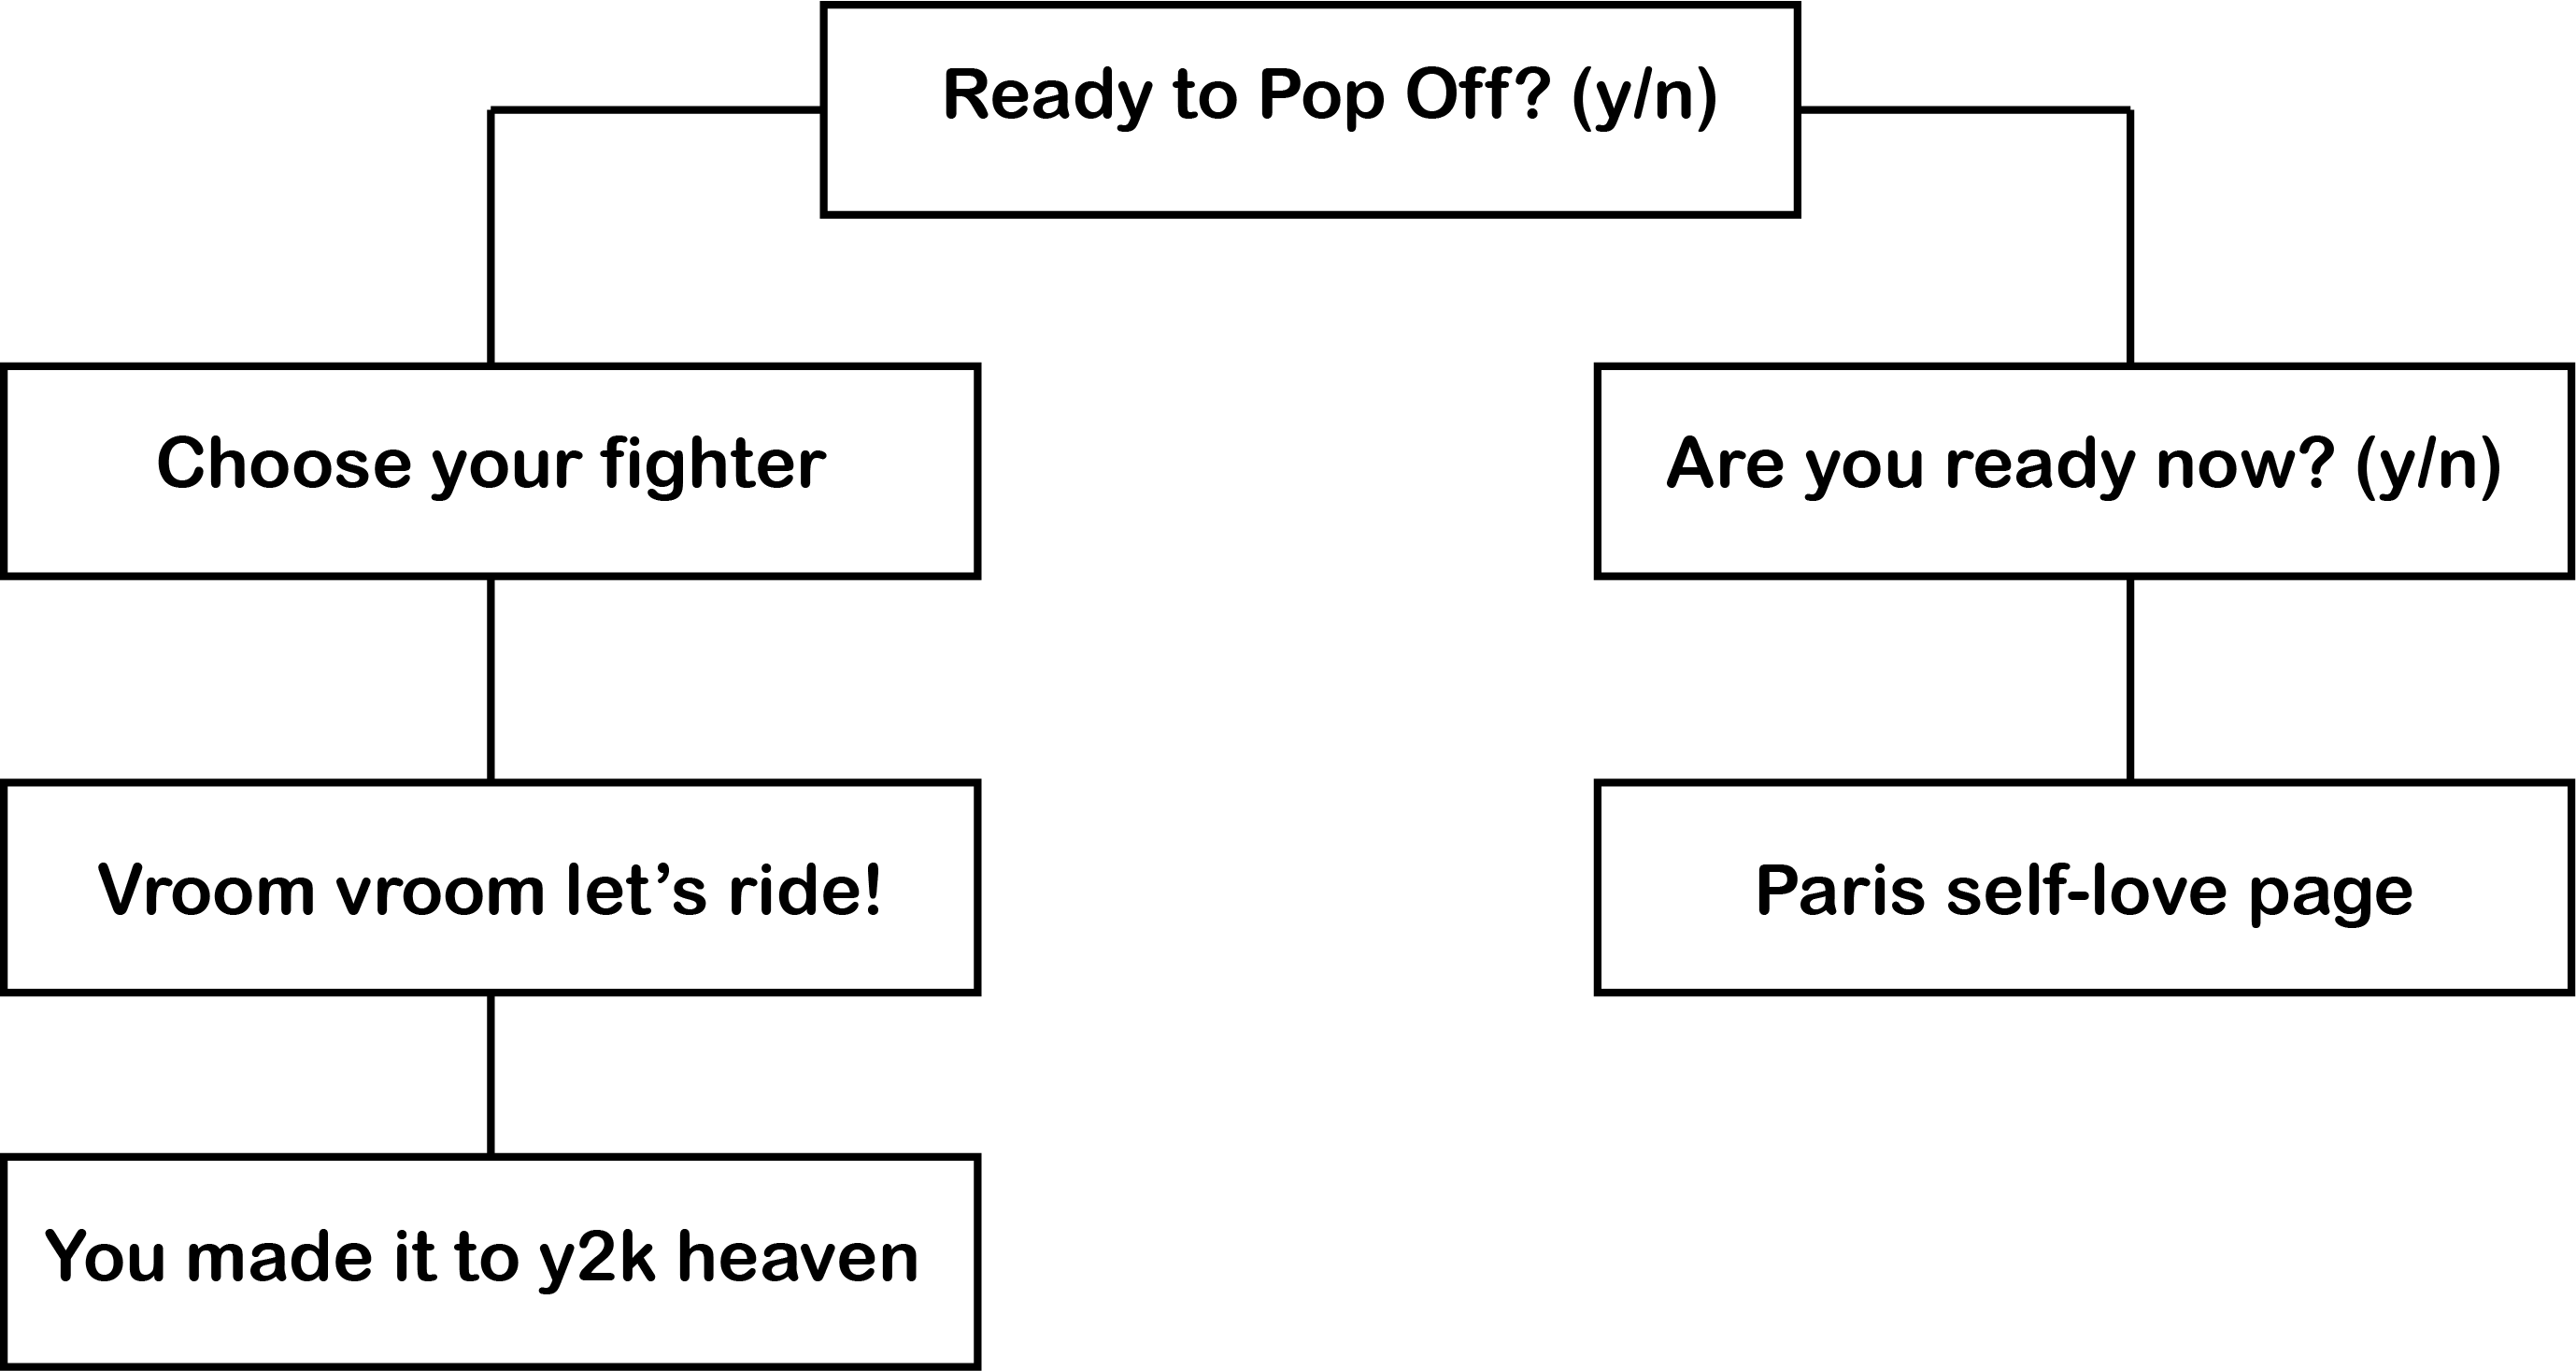 Ready to Pop Off? (y/n)
Choose your fighter
Are you ready now? (y/n)
Vroom vroom let’s ride!
Paris self-love page
You made it to y2k heaven